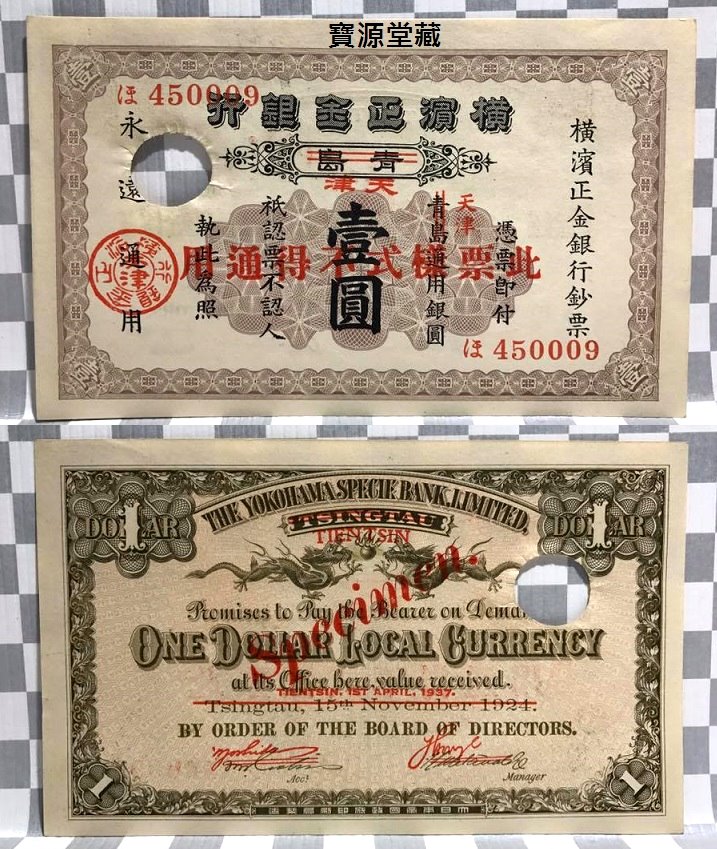 寶源堂藏
ほ 450009
行銀金正濱橫
島青
津天
橫濱正金銀行鈔票
憑票即付
天津
青島通用銀圓
壹圓
祇認票不認人
執此為照
永遠通用
用通得不式樣票此
ほ 450009
THE YOKOHAMA SPECIE BANK, LIMITED.
TSINGTAU
TIENTSIN
1 DOLLAR
1 DOLLAR
Specimen.
Promises to Pay the Bearer on Deman
ONE DOLLAR LOCAL CURRENCY
at its Office here, value received.
TIENTSIN, 1ST APRIL, 1937.
Tsingtau, 15th November 1924.
BY ORDER OF THE BOARD OF DIRECTORS.
Acct
Manager
1
1